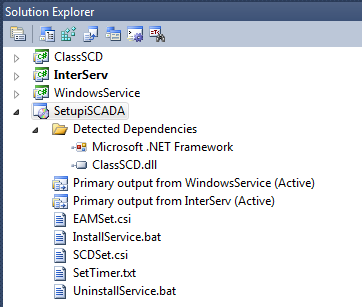 Solution Explorer
ClassSCD
InterServ
WindowsService
SetupiSCADA
Detected Dependencies
Microsoft .NET Framework
ClassSCD.dll
Primary output from WindowsService (Active)
Primary output from InterServ (Active)
EAMSet.csi
InstallService.bat
SCDSet.csi
SetTimer.txt
UninstallService.bat